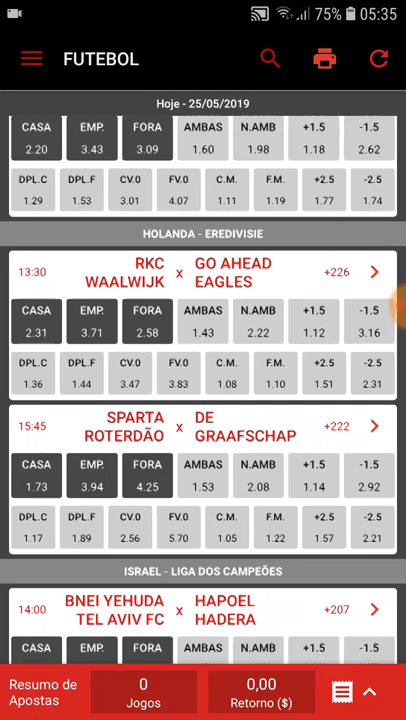 75% 05:35
FUTEBOL
Hoje - 25/05/2019
CASA EMP. FORA AMBAS N.AMB +1.5 -1.5
2.20 3.43 3.09 1.60 1.98 1.18 2.62
DPL.C DPL.F CV.0 FV.0 C.M. F.M. +2.5 -2.5
1.29 1.53 3.01 4.07 1.11 1.19 1.77 1.74
HOLANDA - EREDIVISIE
13:30 RKC WAALWIJK x GO AHEAD EAGLES +226
CASA EMP. FORA AMBAS N.AMB +1.5 -1.5
2.31 3.71 2.58 1.43 2.22 1.12 3.16
DPL.C DPL.F CV.0 FV.0 C.M. F.M. +2.5 -2.5
1.36 1.44 3.47 3.83 1.08 1.10 1.51 2.31
15:45 SPARTA ROTERDÃO x DE GRAAFSCHAP +222
CASA EMP. FORA AMBAS N.AMB +1.5 -1.5
1.73 3.94 4.25 1.53 2.08 1.14 2.92
DPL.C DPL.F CV.0 FV.0 C.M. F.M. +2.5 -2.5
1.17 1.89 2.56 5.70 1.05 1.22 1.57 2.21
ISRAEL - LIGA DOS CAMPEÕES
14:00 BNEI YEHUDA TEL AVIV FC x HAPOEL HADERA +207
CASA EMP. FORA AMBAS N.AMB +1.5 -1.5
Resumo de Apostas
0 0,00
Jogos Retorno ($)